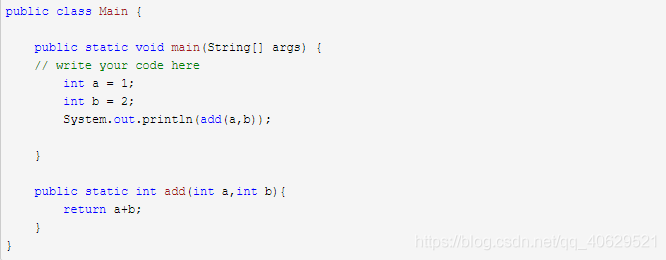 public class Main {
public static void main(String[] args) {
// write your code here
int a = 1;
int b = 2;
System.out.println(add(a,b));
}
public static int add(int a,int b){
return a+b;
}
}
https://blog.csdn.net/qq_40629521